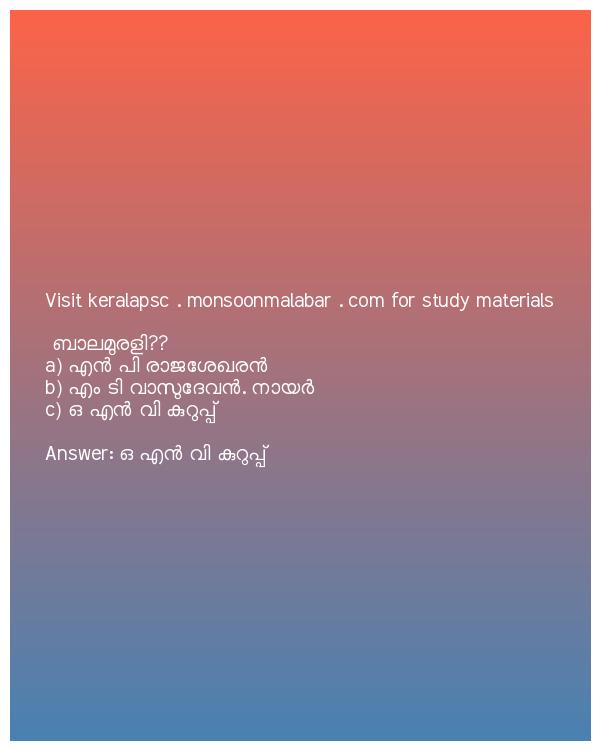 Visit keralapsc . monsoonmalabar . com for study materials
ബാലമുരളി??
a) എൻ പി രാജശേഖരൻ
b) എം ടി വാസുദേവൻ. നായർ
c) ഒ എൻ വി കുറുപ്പ്
Answer: ഒ എൻ വി കുറുപ്പ്